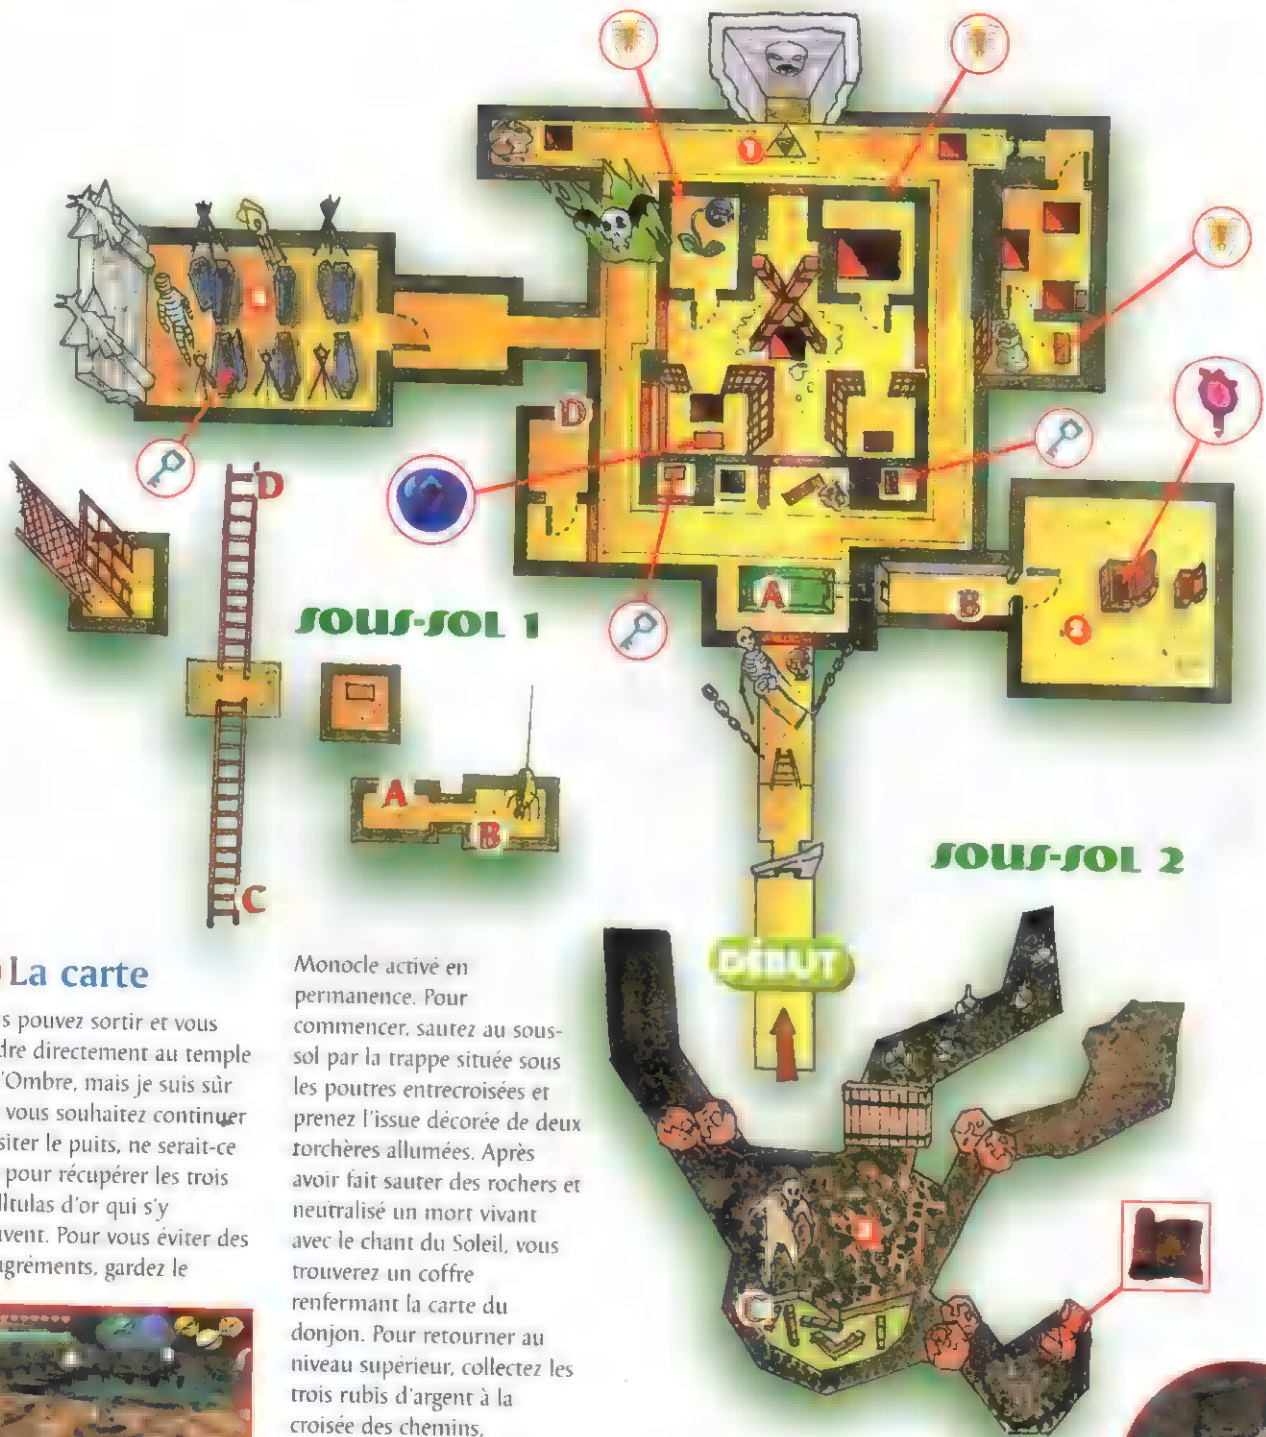 1
D
A
B
2
SOUS-SOL 1
D
A
B
C
SOUS-SOL 2
DÉBUT
C
La carte
s pouvez sortir et vous
dre directement au temple
l'Ombre, mais je suis sûr
vous souhaitez continuer
siter le puits, ne serait-ce
pour récupérer les trois
lltulas d'or qui s'y
uvent. Pour vous éviter des
agréments, gardez le
Monocle activé en
permanence. Pour
commencer, sautez au sous-
sol par la trappe située sous
les poutres entrecroisées et
prenez l'issue décorée de deux
torchères allumées. Après
avoir fait sauter des rochers et
neutralisé un mort vivant
avec le chant du Soleil, vous
trouverez un coffre
renfermant la carte du
donjon. Pour retourner au
niveau supérieur, collectez les
trois rubis d'argent à la
croisée des chemins,